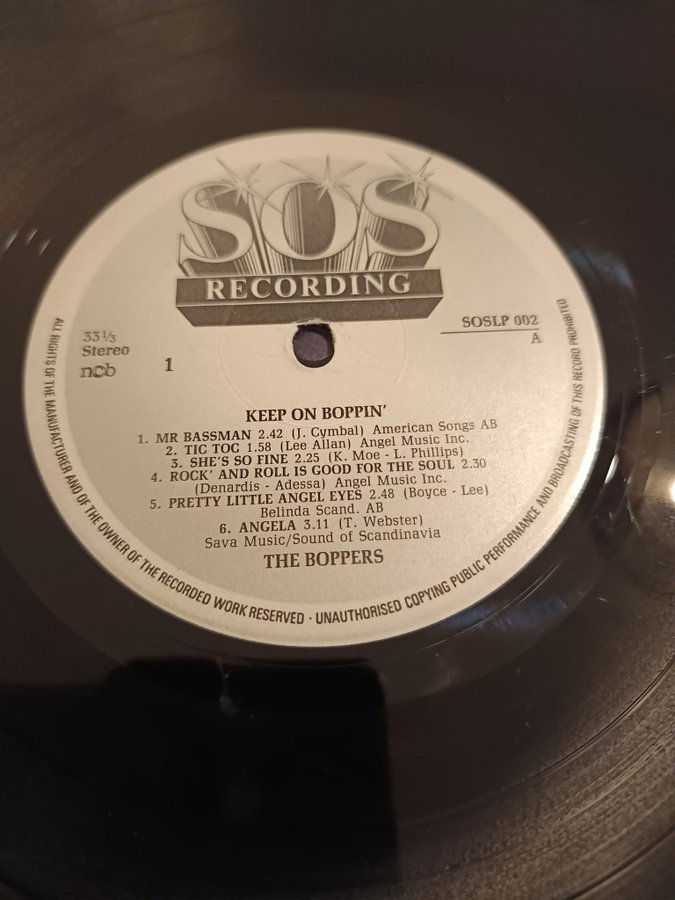 SOS
RECORDING
33⅓
Stereo
ncb
1
SOSLP 002
A
KEEP ON BOPPIN'
1. MR BASSMAN 2.42 (J. Cymbal) American Songs AB
2. TIC TOC 1.58 (Lee Allan) Angel Music Inc.
3. SHE'S SO FINE 2.25 (K. Moe - L. Phillips)
4. ROCK' AND ROLL IS GOOD FOR THE SOUL 2.30
(Denardis - Adessa) Angel Music Inc.
5. PRETTY LITTLE ANGEL EYES 2.48 (Boyce - Lee)
Belinda Scand. AB
6. ANGELA 3.11 (T. Webster)
Sava Music/Sound of Scandinavia
THE BOPPERS
ALL RIGHTS OF THE MANUFACTURER AND OF THE OWNER OF THE RECORDED WORK RESERVED · UNAUTHORISED COPYING PUBLIC PERFORMANCE AND BROADCASTING OF THIS RECORD PROHIBITED